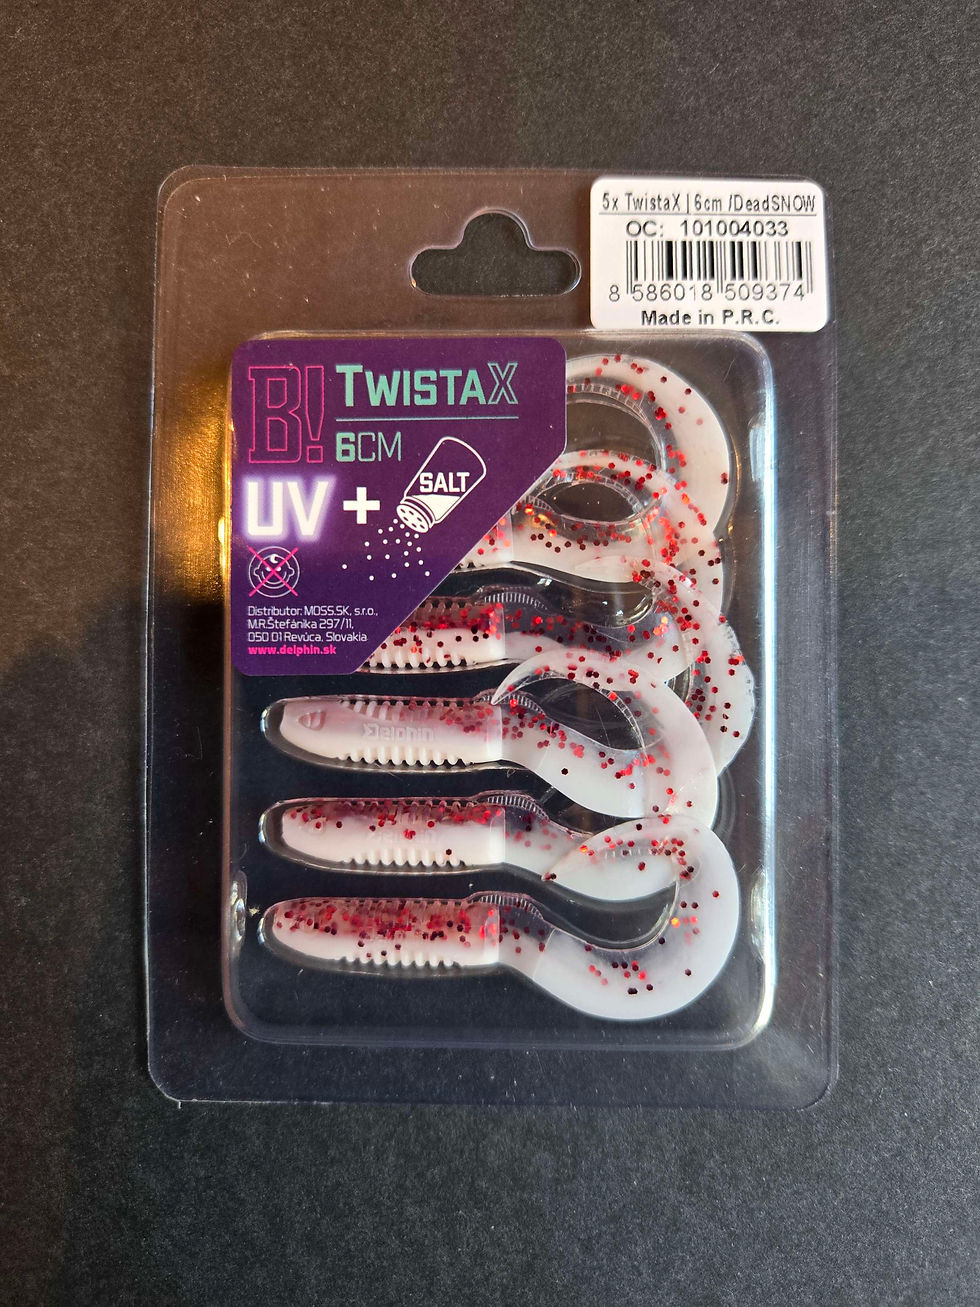 5x TwistaX | 6cm /DeadSNOW
OC: 101004033
8 586018 509374
Made in P.R.C.
B! TWISTAX
6CM
UV + SALT
Distributor: MOSS.SK, s.r.o.,
M.R.Štefánika 297/11,
050 01 Revúca, Slovakia
www.delphin.sk
Delphin